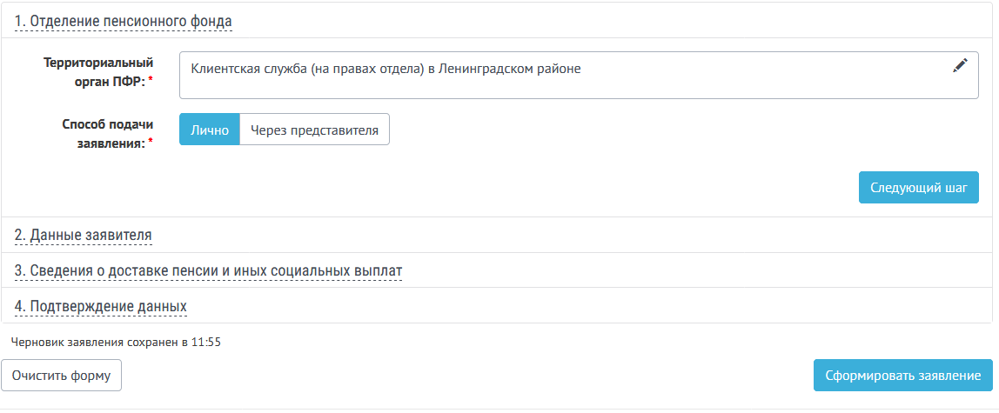 1. Отделение пенсионного фонда
Территориальный
орган ПФР: *
Клиентская служба (на правах отдела) в Ленинградском районе
Способ подачи
заявления: *
Лично
Через представителя
Следующий шаг
2. Данные заявителя
3. Сведения о доставке пенсии и иных социальных выплат
4. Подтверждение данных
Черновик заявления сохранен в 11:55
Очистить форму
Сформировать заявление